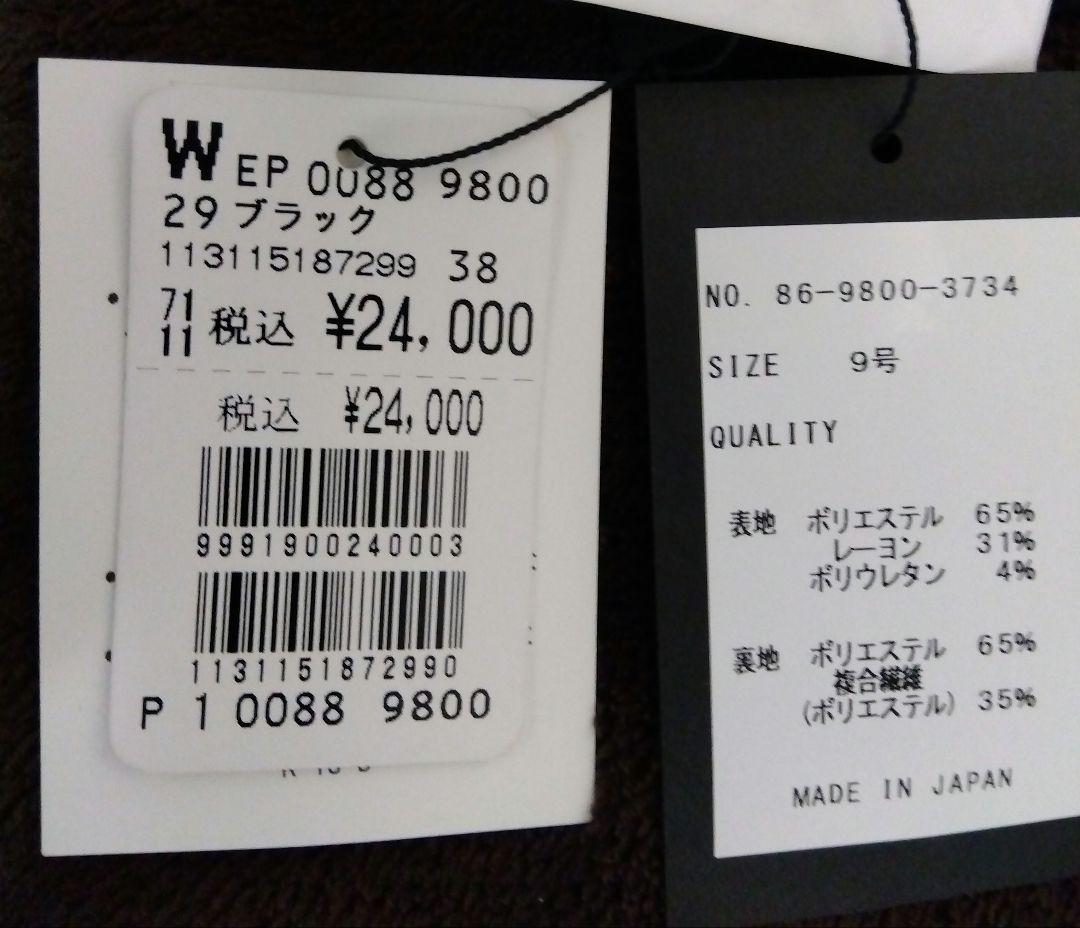 W EP 0088 9800
29 ブラック
113115187299 38
71
11 税込 ¥24,000
税込 ¥24,000
9991900240003
1131151872990
P 1 0088 9800
NO. 86-9800-3734
SIZE 9号
QUALITY
表地 ポリエステル 65%
レーヨン 31%
ポリウレタン 4%
裏地 ポリエステル 65%
複合繊維
(ポリエステル) 35%
MADE IN JAPAN